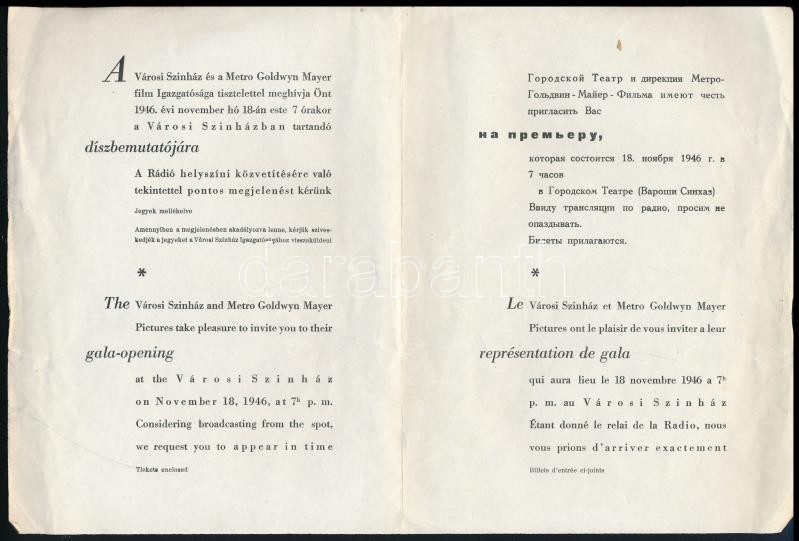 A Városi Szinház és a Metro Goldwyn Mayer
film Igazgatósága tisztelettel meghívja Önt
1946. évi november hó 18-án este 7 órakor
a Városi Szinházban tartandó
díszbemutatójára
A Rádió helyszíni közvetítésére való
tekintettel pontos megjelenést kérünk
Jegyek mellékelve
Amennyiben a megjelenésben akadályozva lenne, kérjük szives-
kedjék a jegyeket a Városi Szinház Igazgatóságához visszeküldeni
*
The Városi Szinház and Metro Goldwyn Mayer
Pictures take pleasure to invite you to their
gala-opening
at the Városi Szinház
on November 18, 1946, at 7h p. m.
Considering broadcasting from the spot,
we request you to appear in time
Tickets enclosed
Городской Театр и дирекция Метро-
Гольдвин-Майер-Фильма имеют честь
пригласить Вас
на премьеру,
которая состоится 18. ноября 1946 г. в
7 часов
в Городском Театре (Вароши Синхаз)
Ввиду трансляции по радио, просим не
опаздывать.
Билеты прилагаются.
*
Le Városi Szinház et Metro Goldwyn Mayer
Pictures ont le plaisir de vous inviter a leur
représentation de gala
qui aura lieu le 18 novembre 1946 a 7h
p. m. au Városi Szinház
Étant donné le relai de la Radio, nous
vous prions d'arriver exactement
Billets d'entrée ci-joints
darabanth